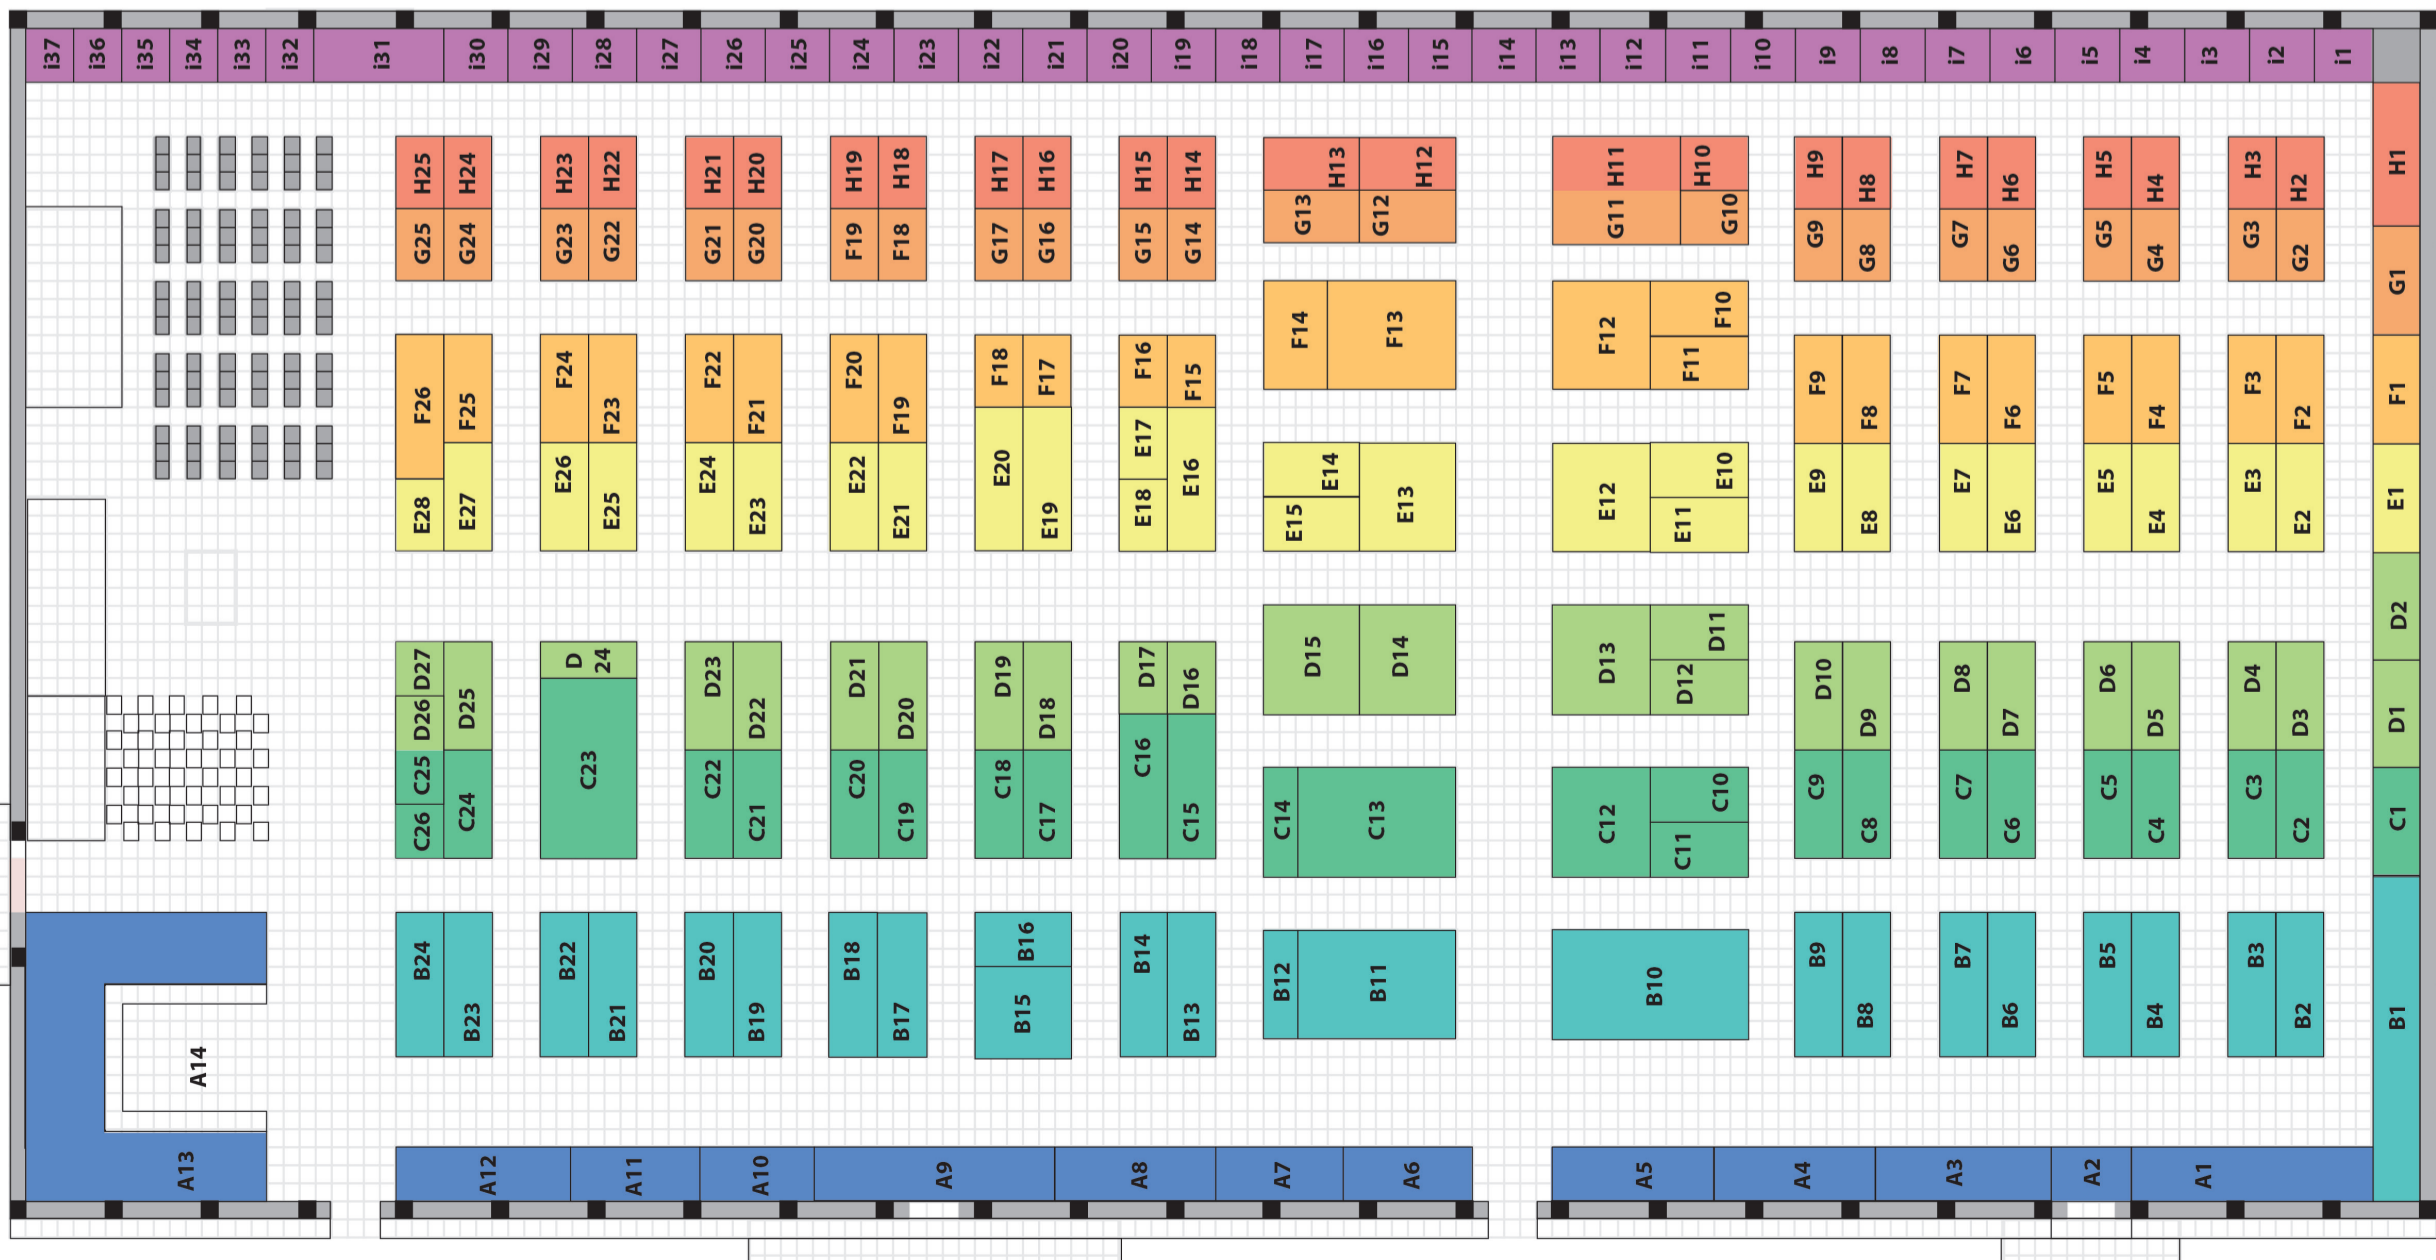 i37 i36 i35 i34 i33 i32 i31 i30 i29 i28 i27 i26 i25 i24 i23 i22 i21 i20 i19 i18 i17 i16 i15 i14 i13 i12 i11 i10 i9 i8 i7 i6 i5 i4 i3 i2 i1
H25 H24 H23 H22 H21 H20 H19 H18 H17 H16 H15 H14 H13 H12 H11 H10 H9 H8 H7 H6 H5 H4 H3 H2 H1
G25 G24 G23 G22 G21 G20 F19 F18 G17 G16 G15 G14 G13 G12 G11 G10 G9 G8 G7 G6 G5 G4 G3 G2 G1
F26 F25 F24 F23 F22 F21 F20 F19 F18 F17 F16 F15 F14 F13 F12 F10 F11 F9 F8 F7 F6 F5 F4 F3 F2 F1
E28 E27 E26 E25 E24 E23 E22 E21 E20 E19 E17 E18 E16 E14 E15 E13 E12 E10 E11 E9 E8 E7 E6 E5 E4 E3 E2 E1
D2
D27 D26 D25 D 24 D23 D22 D21 D20 D19 D18 D17 D16 D15 D14 D13 D11 D12 D10 D9 D8 D7 D6 D5 D4 D3 D1
C25 C26 C24 C23 C22 C21 C20 C19 C18 C17 C16 C15 C14 C13 C12 C10 C11 C9 C8 C7 C6 C5 C4 C3 C2 C1
B24 B23 B22 B21 B20 B19 B18 B17 B16 B15 B14 B13 B12 B11 B10 B9 B8 B7 B6 B5 B4 B3 B2 B1
A14
A13 A12 A11 A10 A9 A8 A7 A6 A5 A4 A3 A2 A1